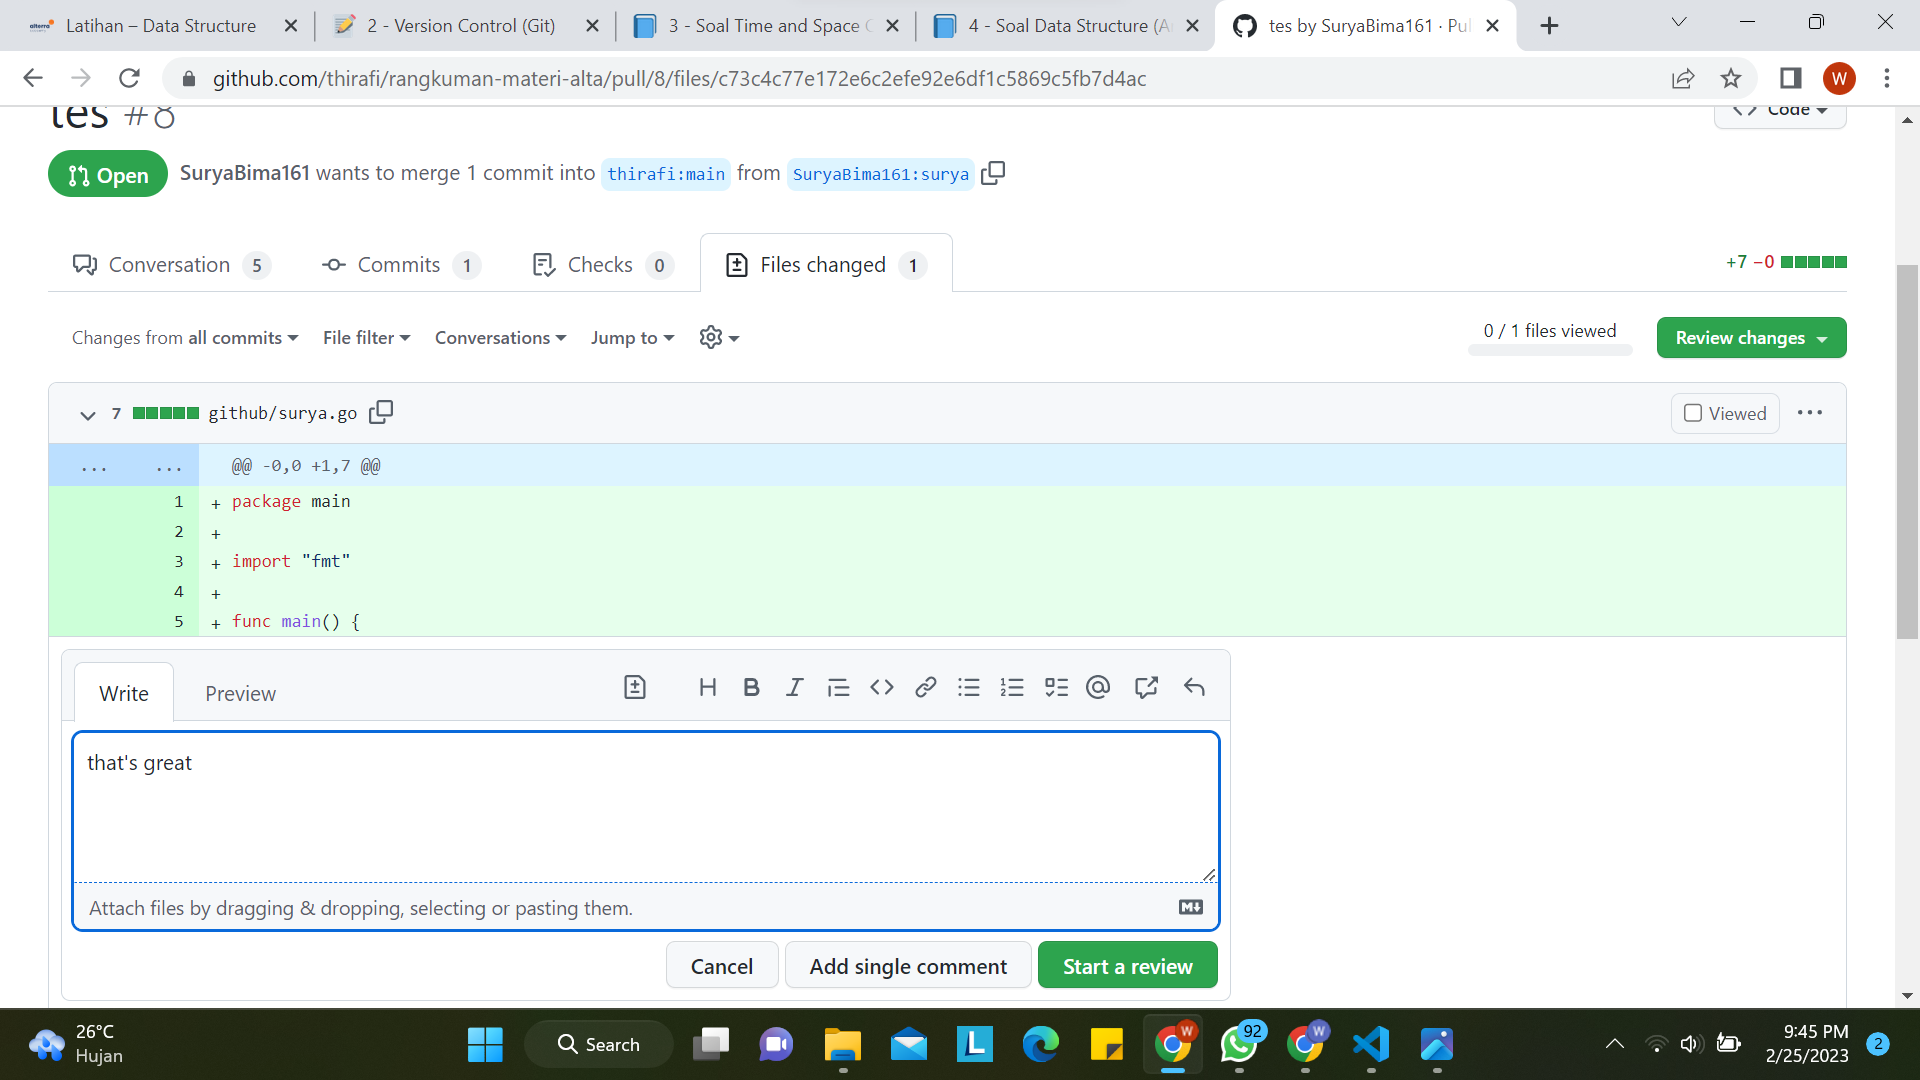 Latihan – Data Structure
2 - Version Control (Git)
3 - Soal Time and Space
4 - Soal Data Structure
tes by SuryaBima161 · Pul
github.com/thirafi/rangkuman-materi-alta/pull/8/files/c73c4c77e172e6c2efe92e6df1c5869c5fb7d4ac
W
tes #8
Code
Open
SuryaBima161 wants to merge 1 commit into thirafi:main from SuryaBima161:surya
Conversation 5
Commits 1
Checks 0
Files changed 1
+7 −0
Changes from all commits
File filter
Conversations
Jump to
0 / 1 files viewed
Review changes
7 github/surya.go
Viewed
... ... @@ -0,0 +1,7 @@
1 + package main
2 +
3 + import "fmt"
4 +
5 + func main() {
Write
Preview
that's great
Attach files by dragging & dropping, selecting or pasting them.
Cancel
Add single comment
Start a review
26°C
Hujan
Search
W
92
W
9:45 PM
2/25/2023
2